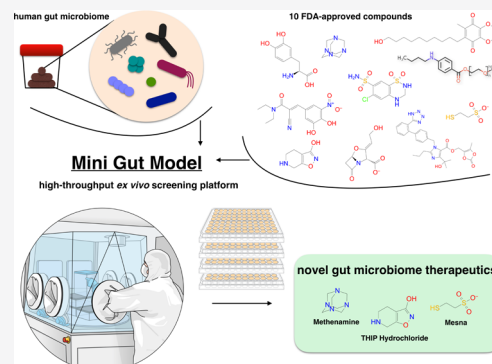 human gut microbiome
10 FDA-approved compounds
Mini Gut Model
high-throughput ex vivo screening platform
novel gut microbiome therapeutics
Methenamine
THIP Hydrochloride
Mesna